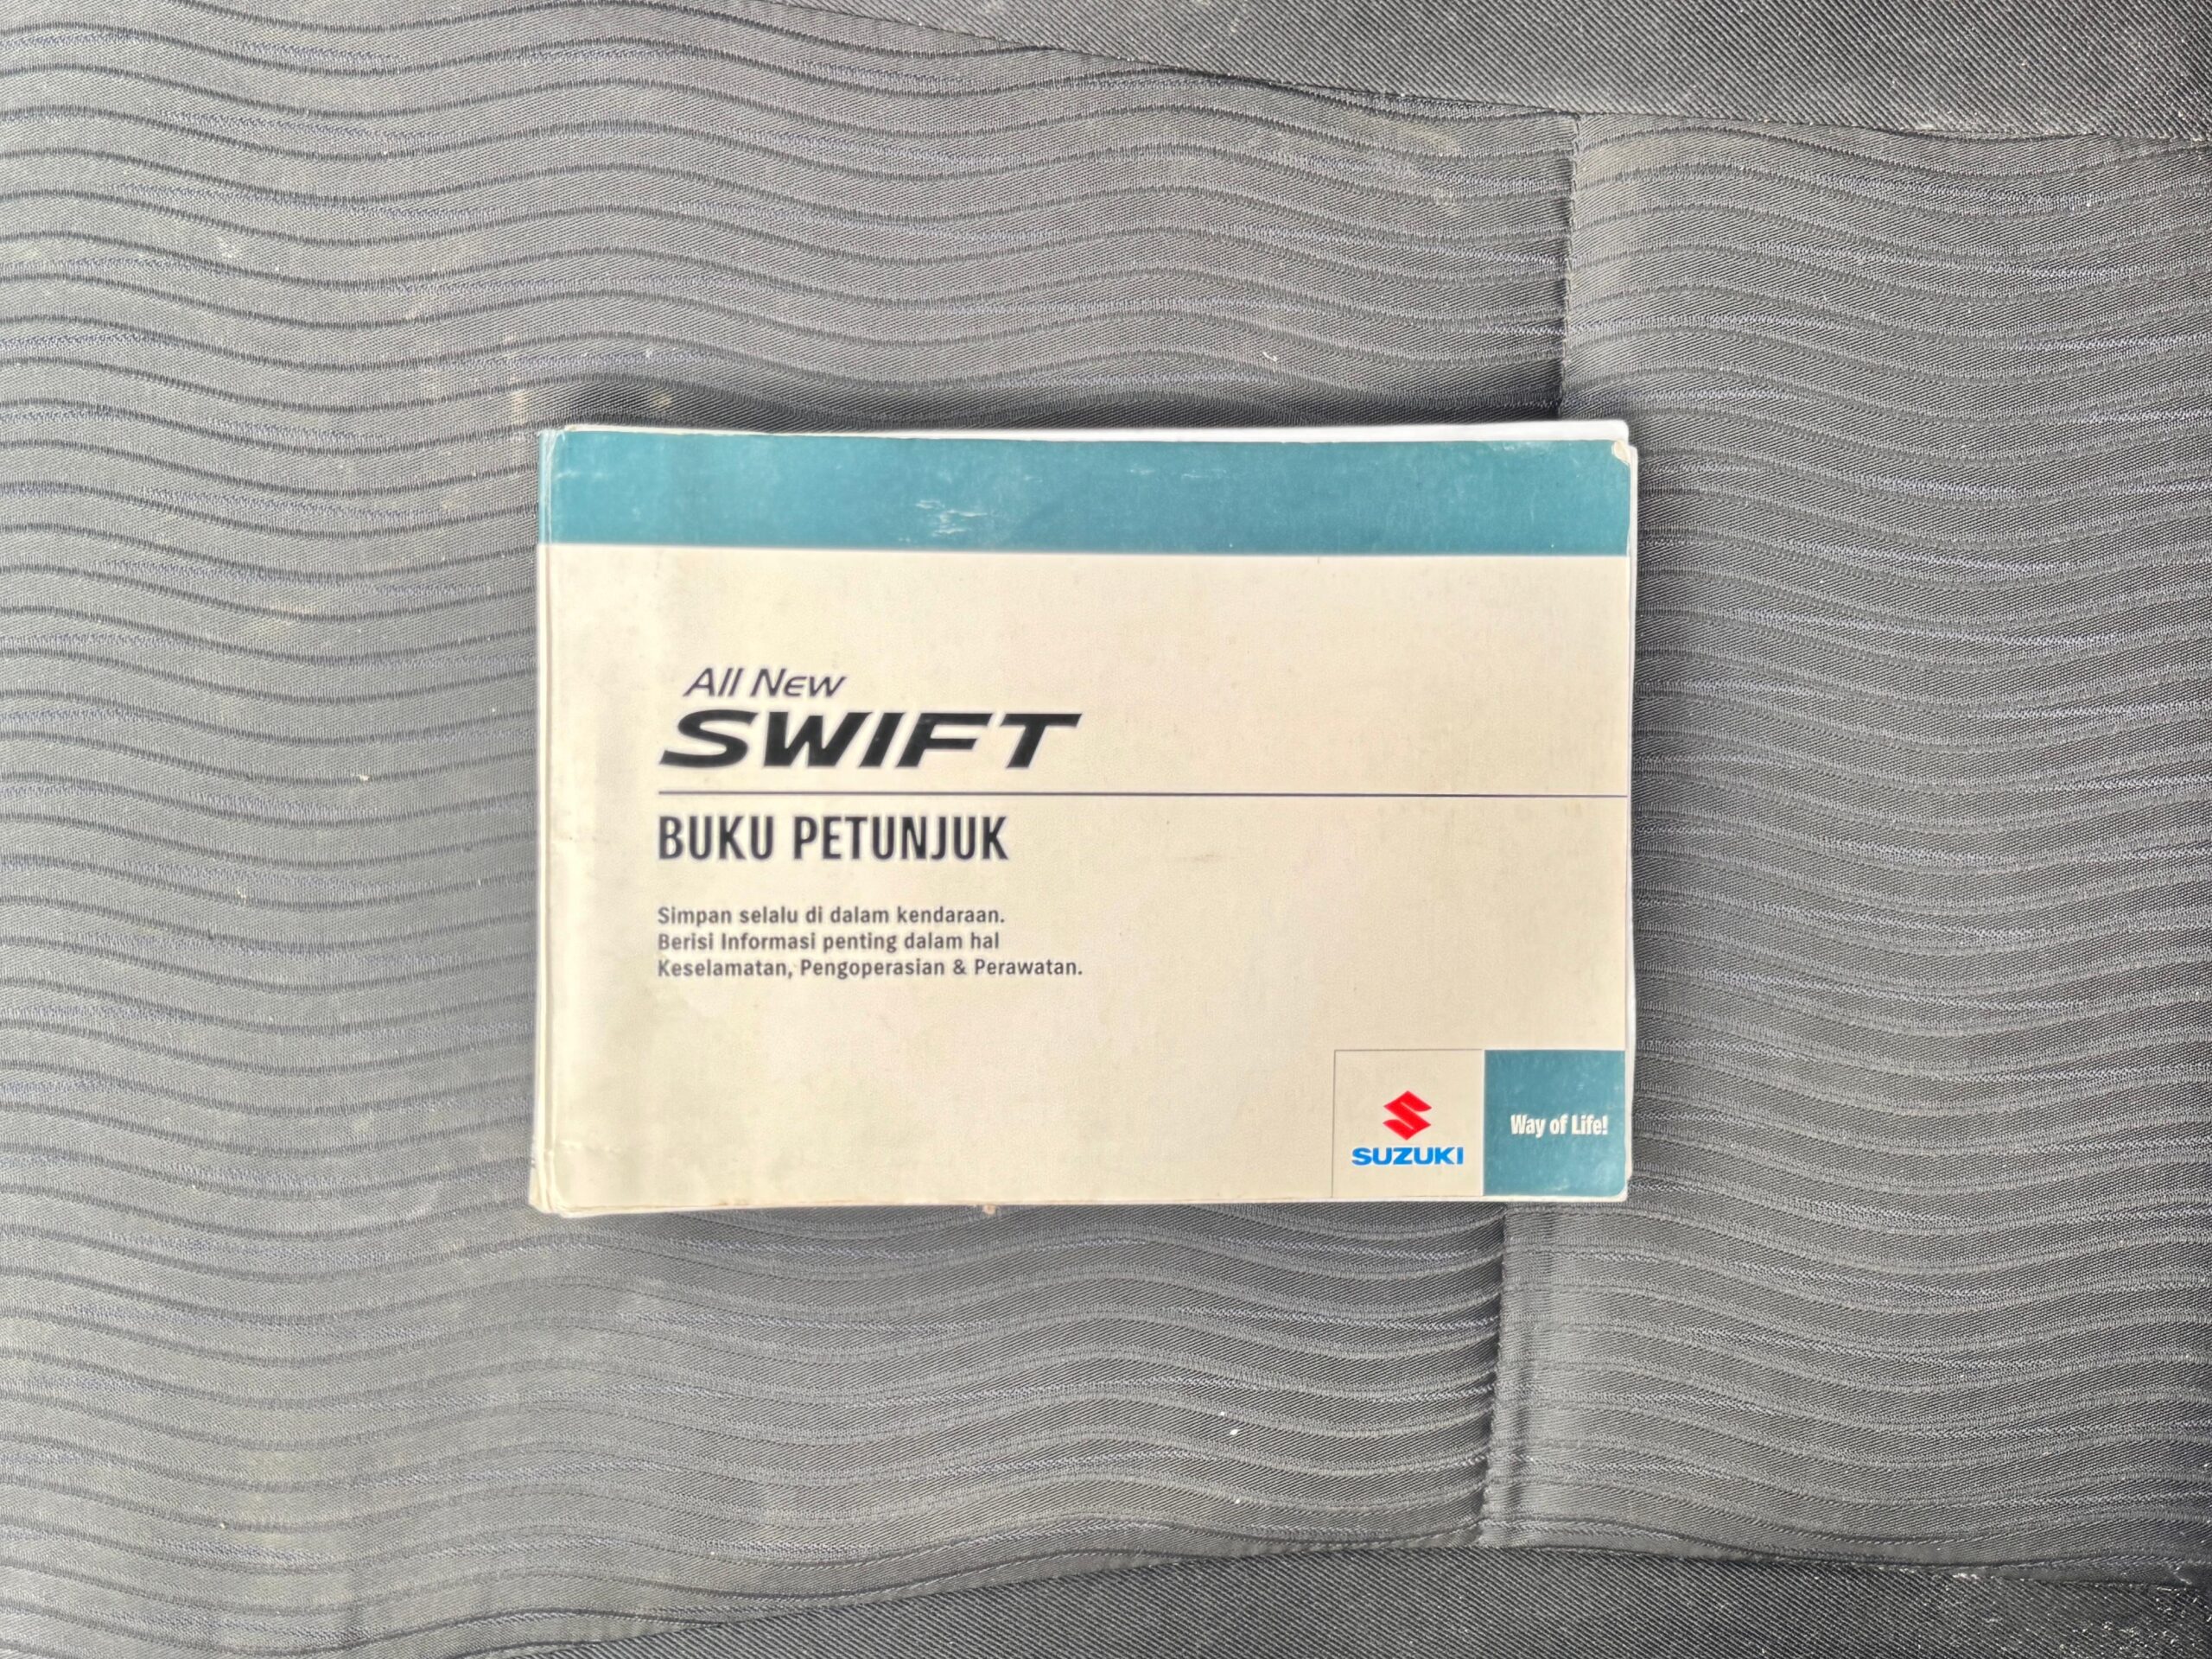 All New
SWIFT
BUKU PETUNJUK
Simpan selalu di dalam kendaraan.
Berisi Informasi penting dalam hal
Keselamatan, Pengoperasian & Perawatan.
SUZUKI
Way of Life!